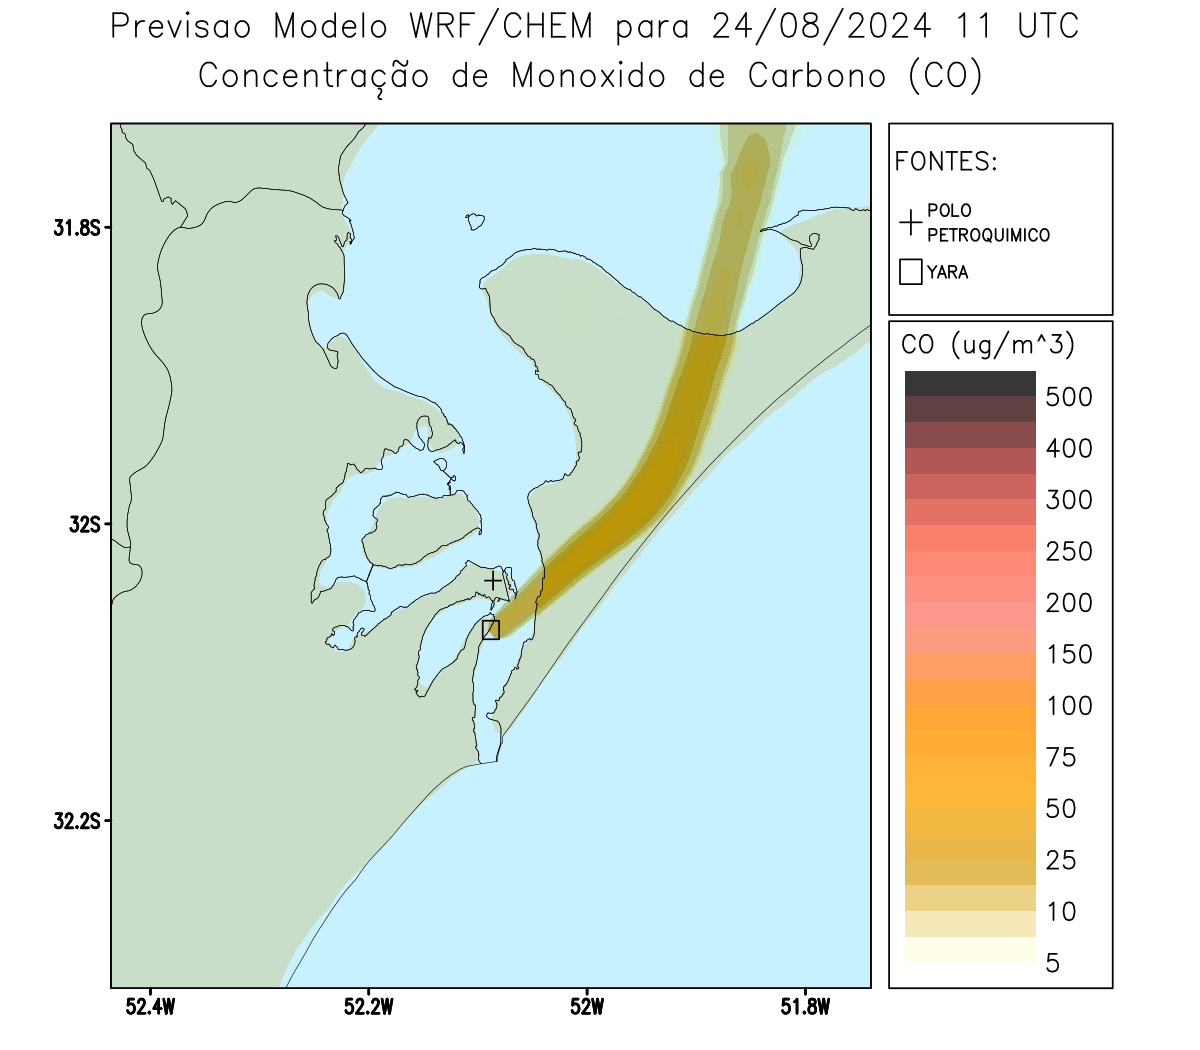 Previsao Modelo WRF/CHEM para 24/08/2024 11 UTC
Concentração de Monoxido de Carbono (CO)
FONTES:
POLO
PETROQUIMICO
YARA
CO (ug/m^3)
500
400
300
250
200
150
100
75
50
25
10
5
31.8S
32S
32.2S
52.4W
52.2W
52W
51.8W